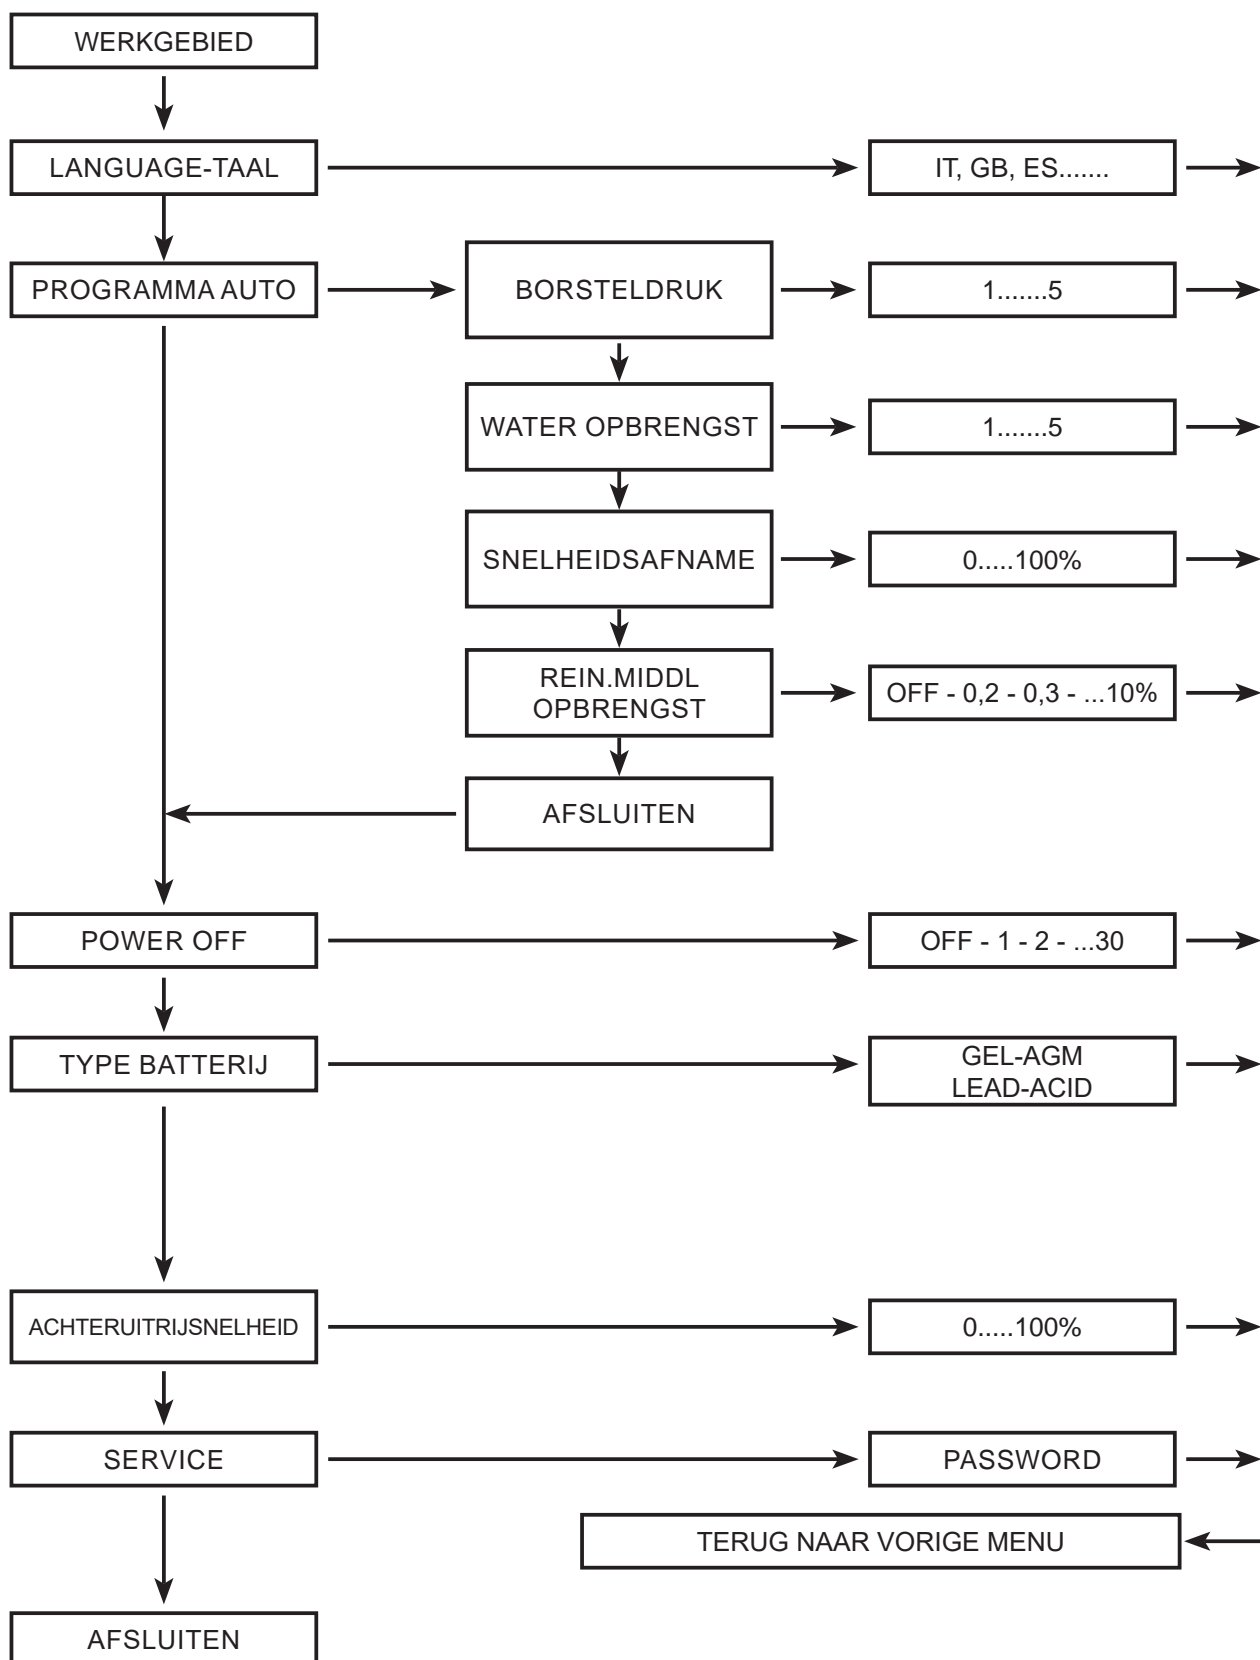 WERKGEBIED
LANGUAGE-TAAL
IT, GB, ES.......
PROGRAMMA AUTO
BORSTELDRUK
1.......5
WATER OPBRENGST
1.......5
SNELHEIDSAFNAME
0.....100%
REIN.MIDDL
OPBRENGST
OFF - 0,2 - 0,3 - ...10%
AFSLUITEN
POWER OFF
OFF - 1 - 2 - ...30
TYPE BATTERIJ
GEL-AGM
LEAD-ACID
ACHTERUITRIJSNELHEID
0.....100%
SERVICE
PASSWORD
TERUG NAAR VORIGE MENU
AFSLUITEN